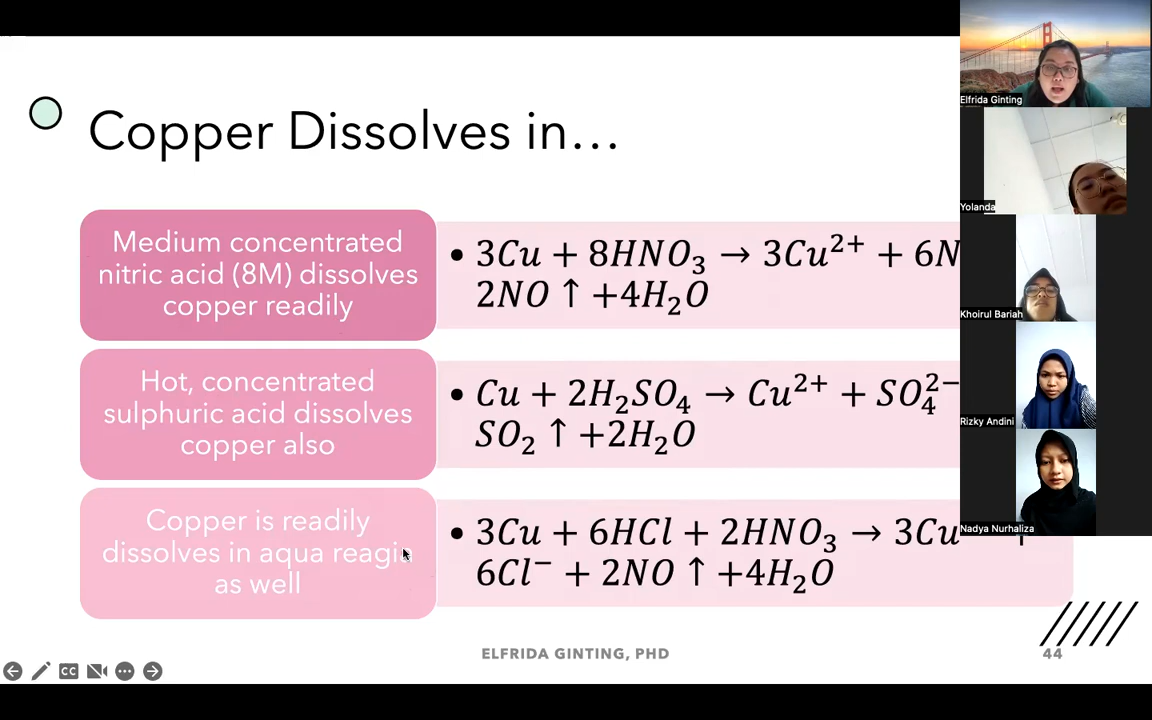 Copper Dissolves in...
Medium concentrated
nitric acid (8M) dissolves
copper readily
• 3Cu + 8HNO₃ → 3Cu²⁺ + 6N
2NO ↑ +4H₂O
Hot, concentrated
sulphuric acid dissolves
copper also
• Cu + 2H₂SO₄ → Cu²⁺ + SO₄²⁻
SO₂ ↑ +2H₂O
Copper is readily
dissolves in aqua reagia
as well
• 3Cu + 6HCl + 2HNO₃ → 3Cu
6Cl⁻ + 2NO ↑ +4H₂O
ELFRIDA GINTING, PHD
44
CC
Elfrida Ginting
Yolanda
Khoirul Bariah
Rizky Andini
Nadya Nurhaliza